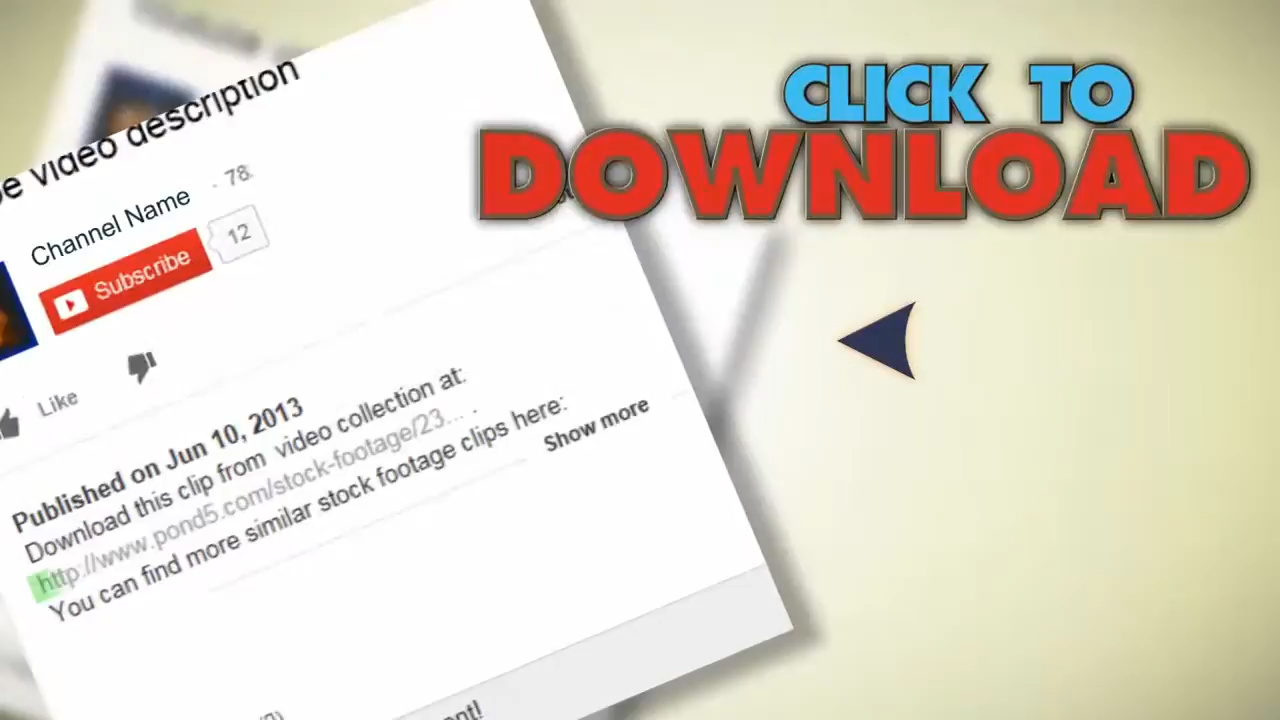 CLICK TO
DOWNLOAD
video description
Channel Name · 78
Subscribe 12
Like
Published on Jun 10, 2013
Download this clip from video collection at:
http://www.pond5.com/stock-footage/23...
You can find more similar stock footage clips here:
Show more